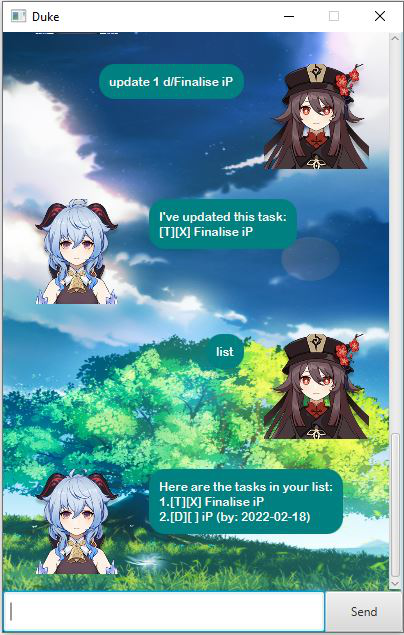 Duke
update 1 d/Finalise iP
I've updated this task:
[T][X] Finalise iP
list
Here are the tasks in your list:
1.[T][X] Finalise iP
2.[D][ ] iP (by: 2022-02-18)
Send